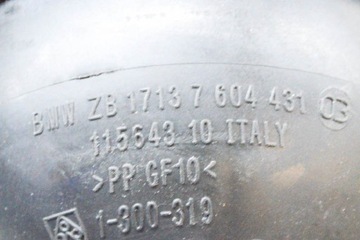 BMW ZB 1713 7 604 431 03
115643 10 ITALY
>PP GF10<
1-300-319